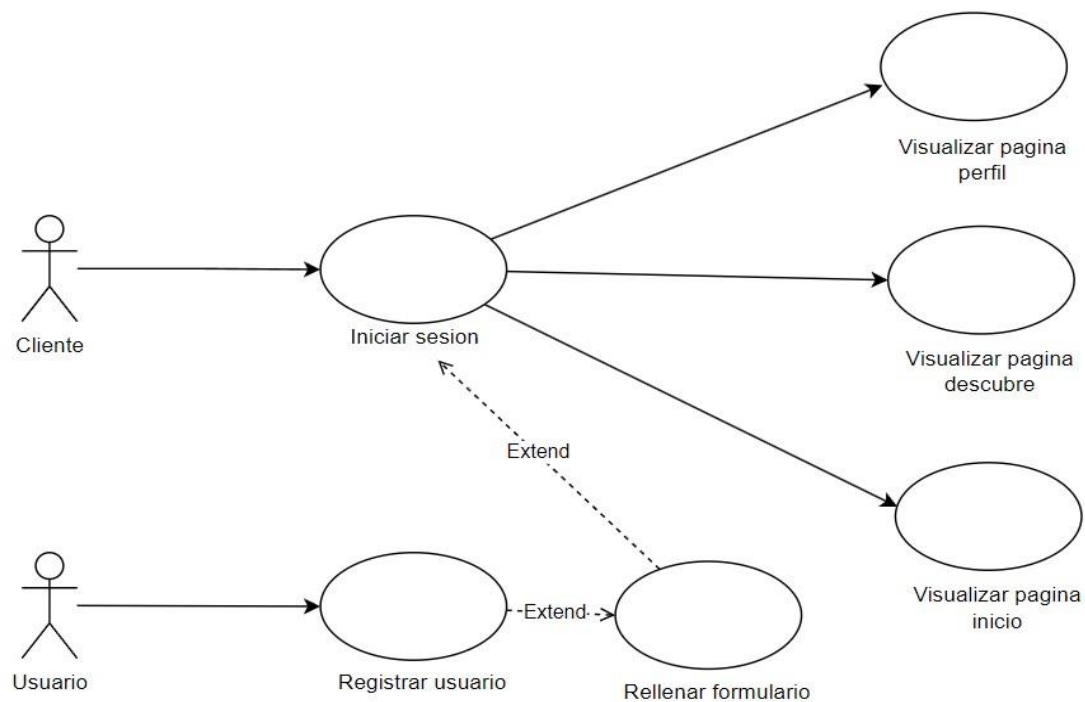 Visualizar pagina
perfil
Cliente
Iniciar sesion
Visualizar pagina
descubre
Extend
Usuario
Registrar usuario
Extend
Rellenar formulario
Visualizar pagina
inicio